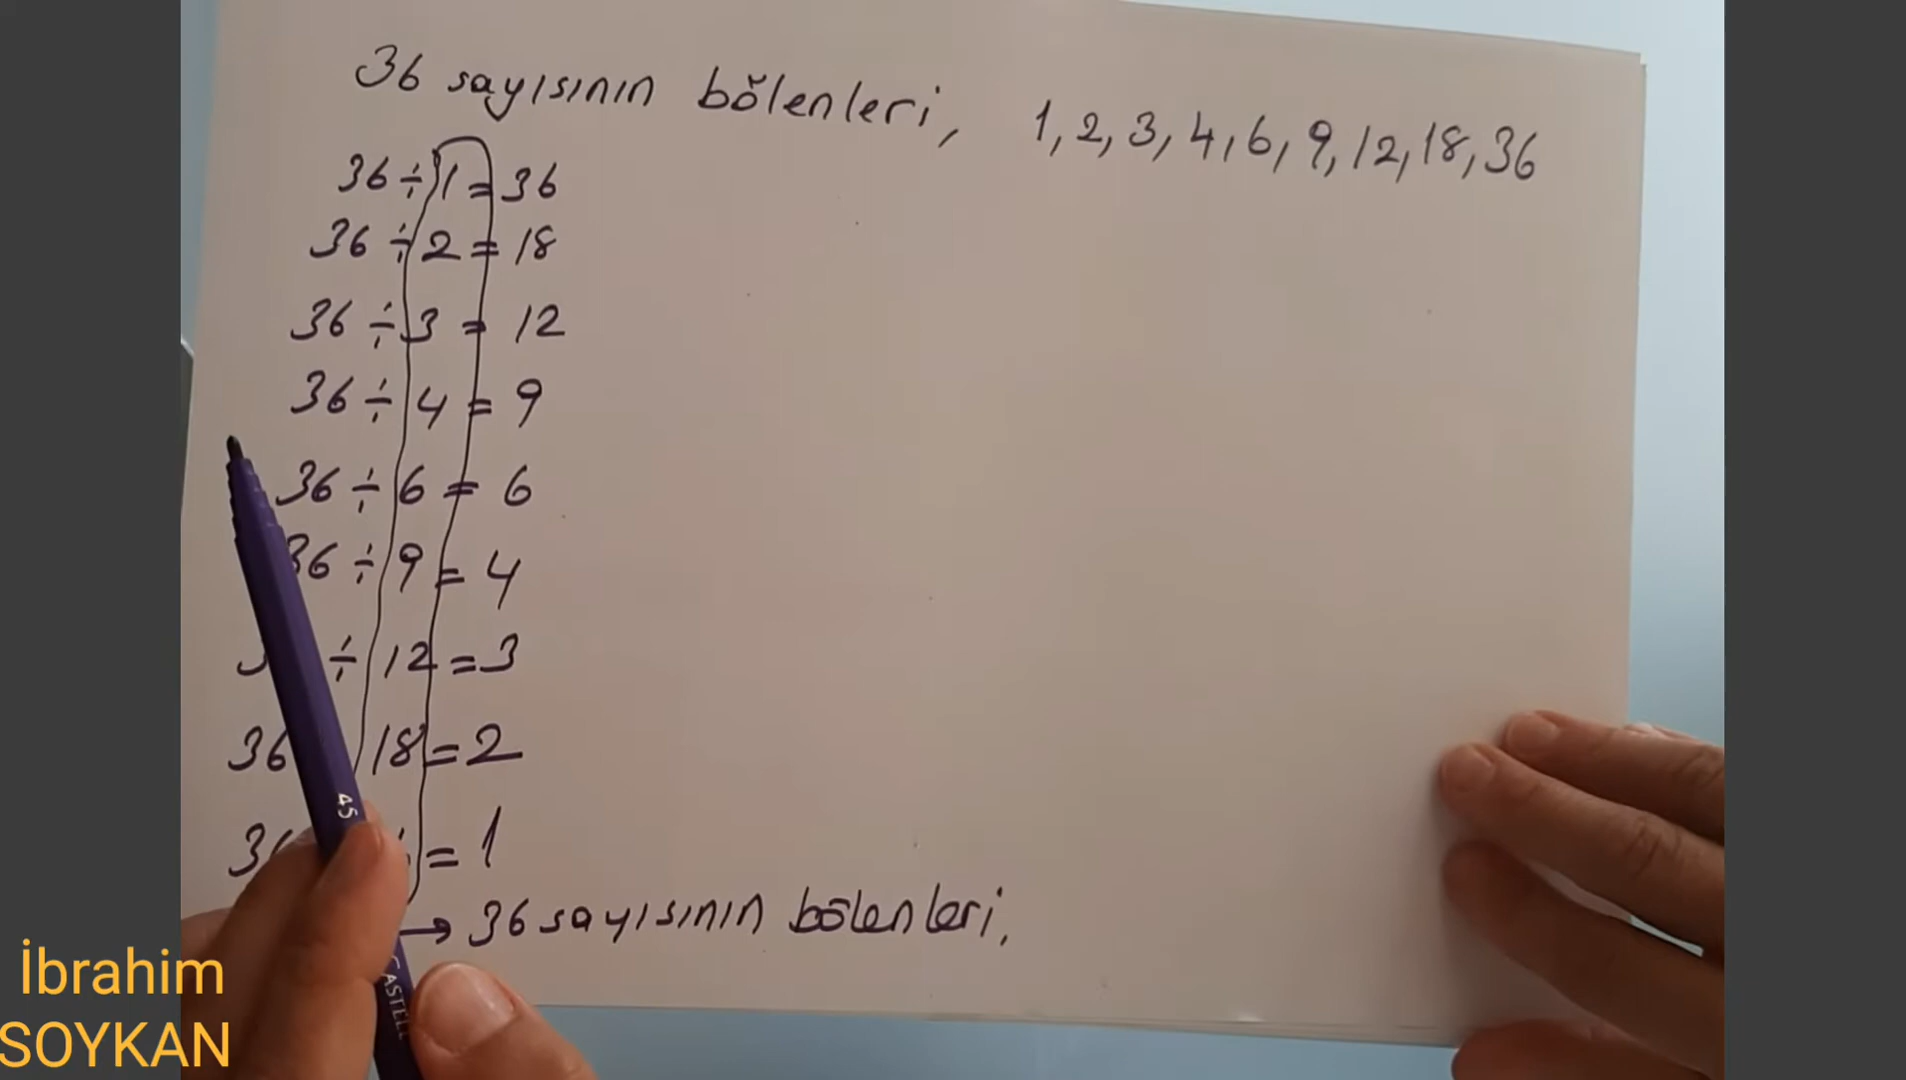 36 sayısının bölenleri, 1, 2, 3, 4, 6, 9, 12, 18, 36
36 ÷ 1 = 36
36 ÷ 2 = 18
36 ÷ 3 = 12
36 ÷ 4 = 9
36 ÷ 6 = 6
36 ÷ 9 = 4
÷ 12 = 3
36 18 = 2
= 1
→ 36 sayısının bölenleri,
İbrahim
SOYKAN
45
CASTELL